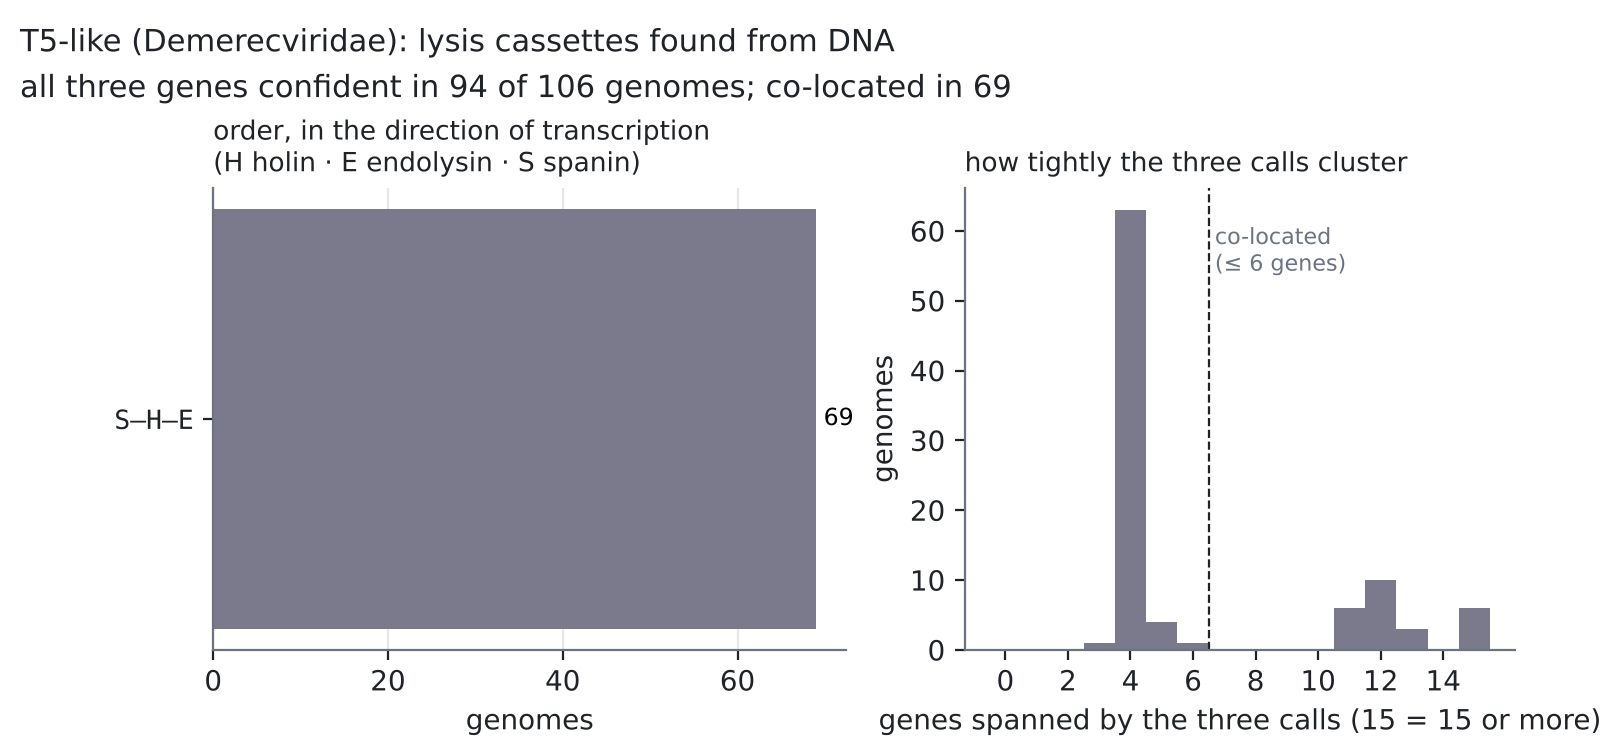 T5-like (Demerecviridae): lysis cassettes found from DNA
all three genes confident in 94 of 106 genomes; co-located in 69
order, in the direction of transcription
(H holin · E endolysin · S spanin)
S—H—E
69
0 20 40 60
genomes
how tightly the three calls cluster
co-located
(≤ 6 genes)
genomes
60
50
40
30
20
10
0
0 2 4 6 8 10 12 14
genes spanned by the three calls (15 = 15 or more)